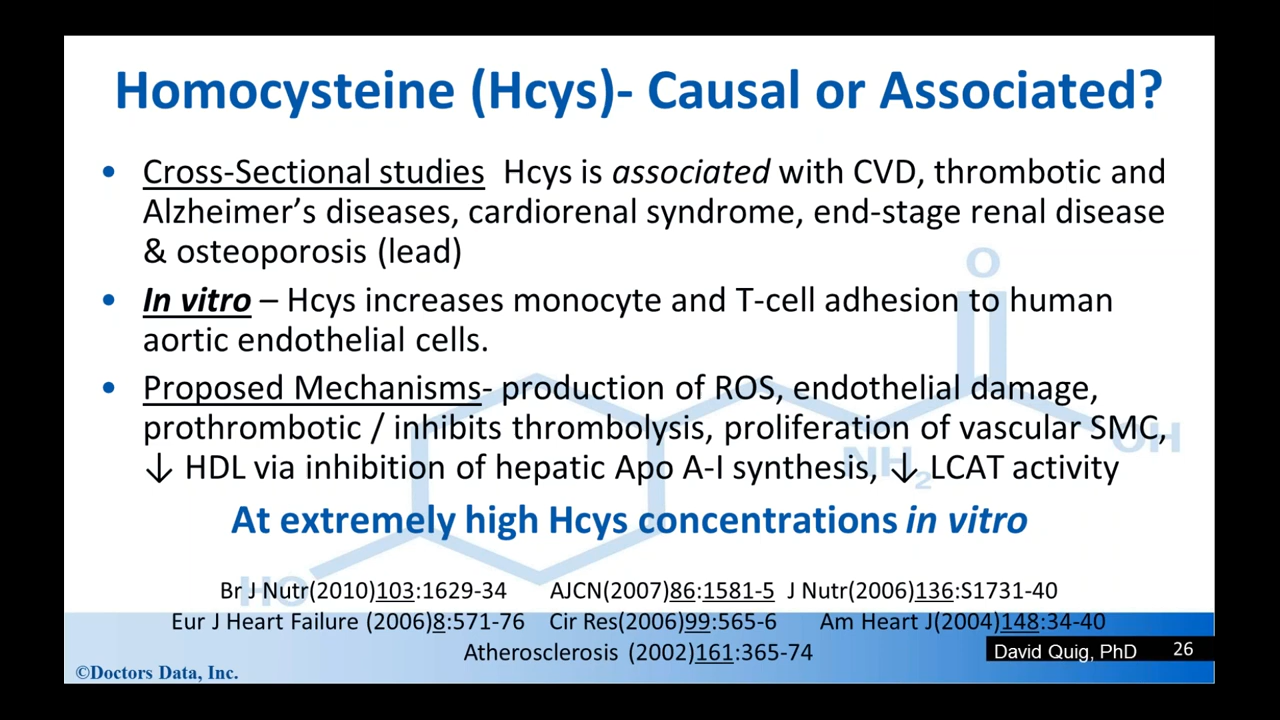 Homocysteine (Hcys)- Causal or Associated?
• Cross-Sectional studies  Hcys is associated with CVD, thrombotic and
Alzheimer’s diseases, cardiorenal syndrome, end-stage renal disease
& osteoporosis (lead)
• In vitro – Hcys increases monocyte and T-cell adhesion to human
aortic endothelial cells.
• Proposed Mechanisms- production of ROS, endothelial damage,
prothrombotic / inhibits thrombolysis, proliferation of vascular SMC,
↓ HDL via inhibition of hepatic Apo A-I synthesis, ↓ LCAT activity
At extremely high Hcys concentrations in vitro
Br J Nutr(2010)103:1629-34 AJCN(2007)86:1581-5 J Nutr(2006)136:S1731-40
Eur J Heart Failure (2006)8:571-76 Cir Res(2006)99:565-6 Am Heart J(2004)148:34-40
Atherosclerosis (2002)161:365-74
David Quig, PhD 26
©Doctors Data, Inc.
O
OH
NH2
HO